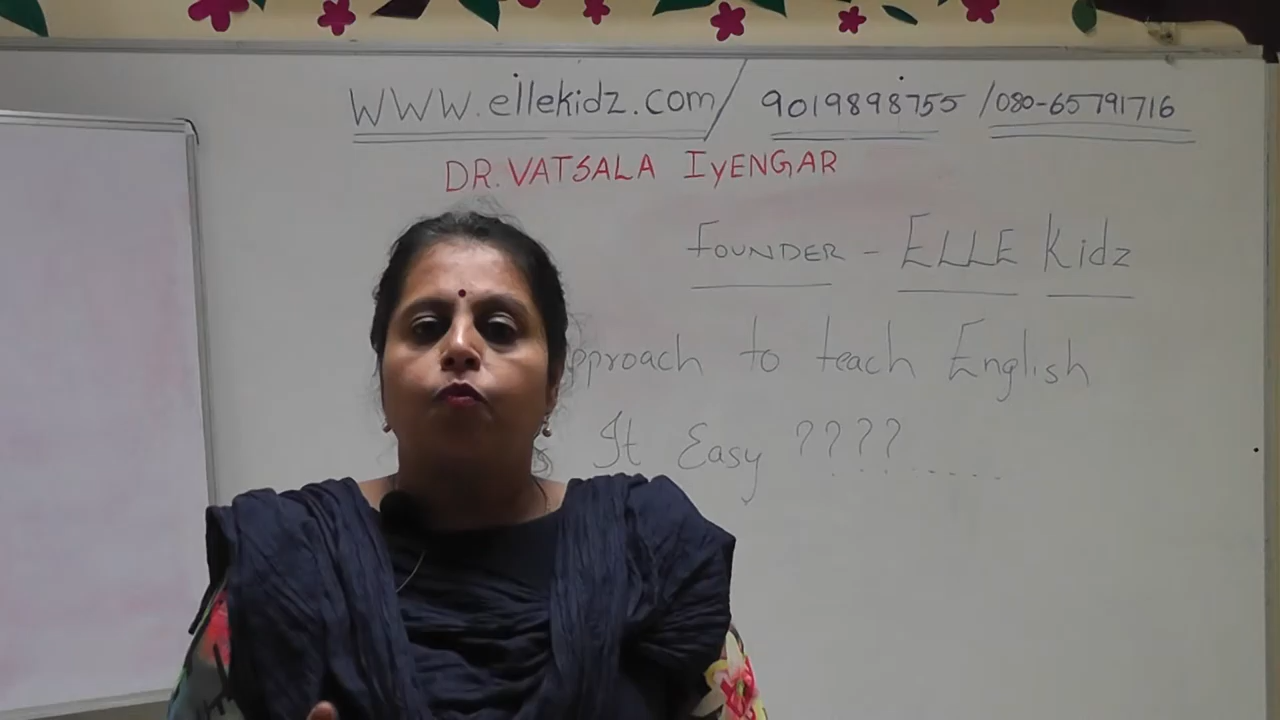 www.ellekidz.com/ 9019898755 /080-65791716
DR. VATSALA IyENGAR
FOUNDER - ELLE Kidz
pproach to teach English
s It Easy ????......